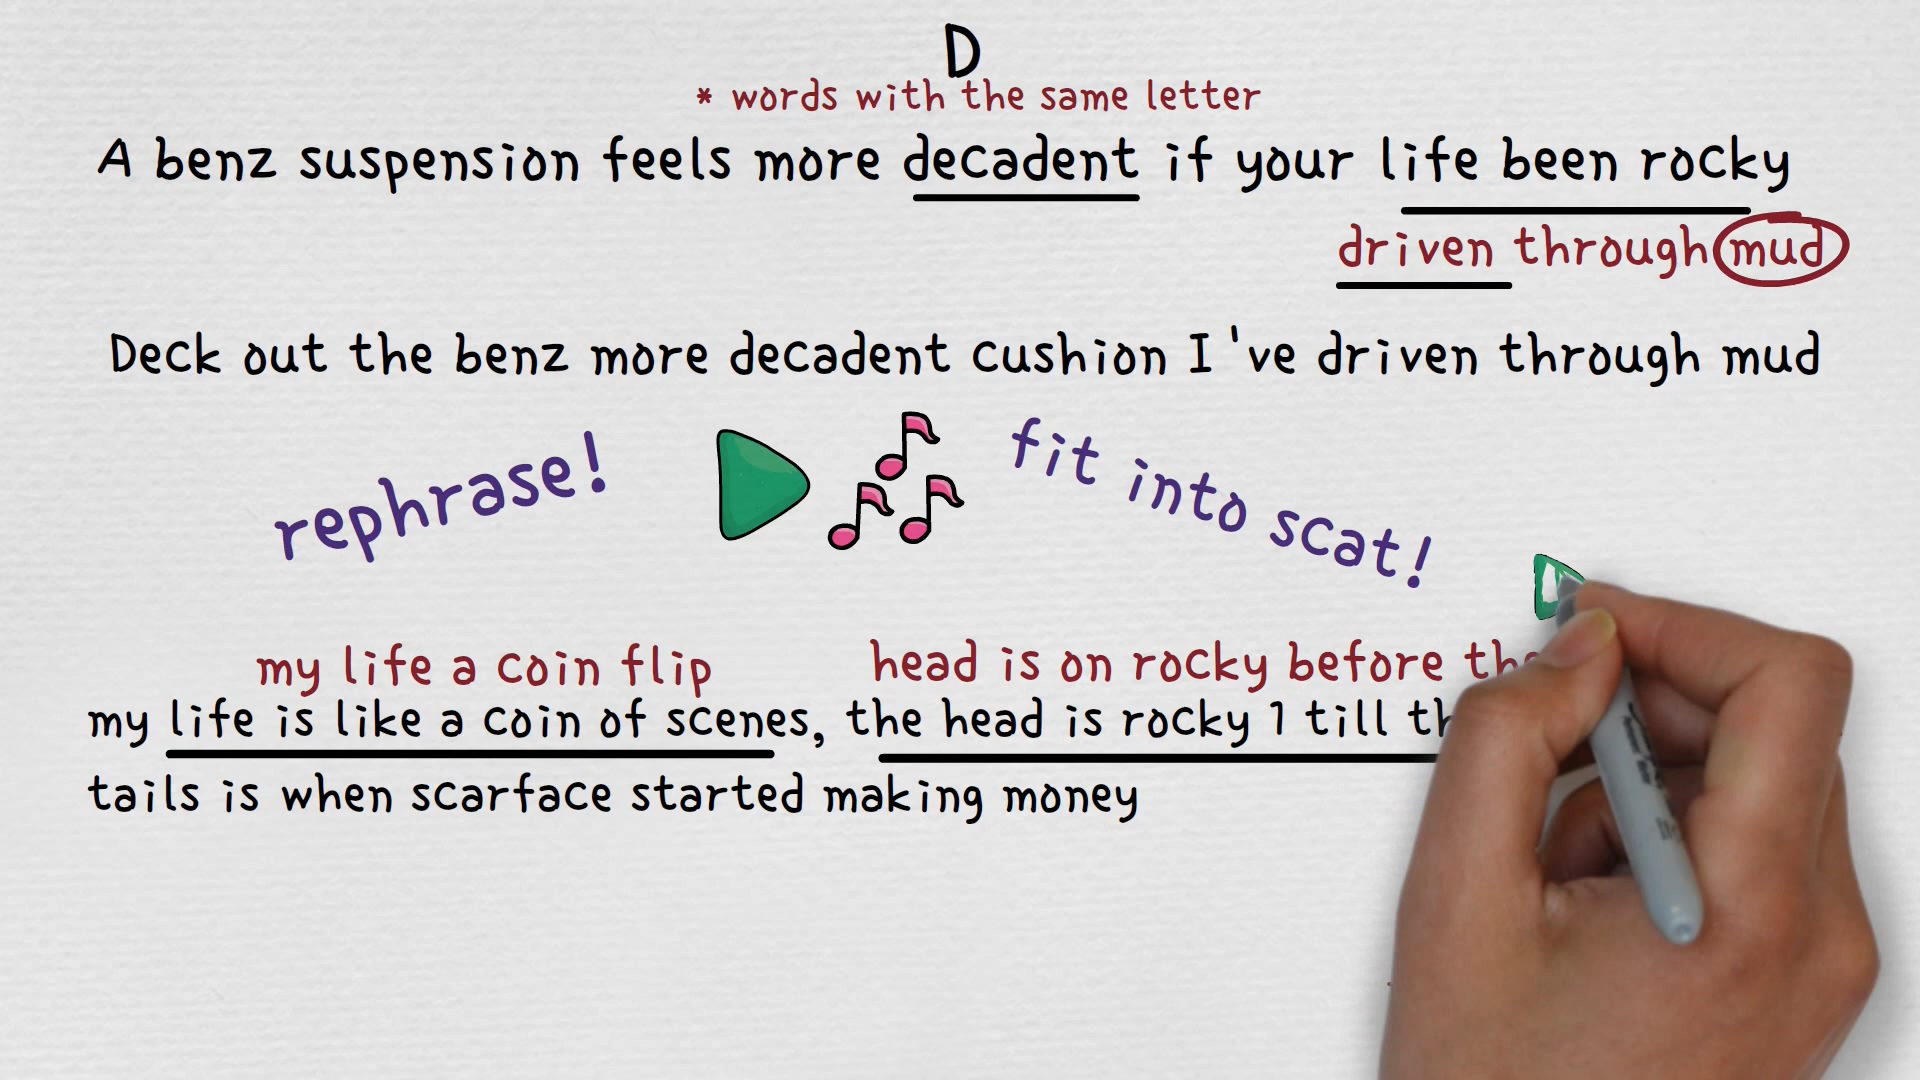 D
* words with the same letter
A benz suspension feels more decadent if your life been rocky
driven through mud
Deck out the benz more decadent cushion I 've driven through mud
rephrase!
fit into scat!
my life a coin flip
head is on rocky before the
my life is like a coin of scenes, the head is rocky 1 till
tails is when scarface started making money